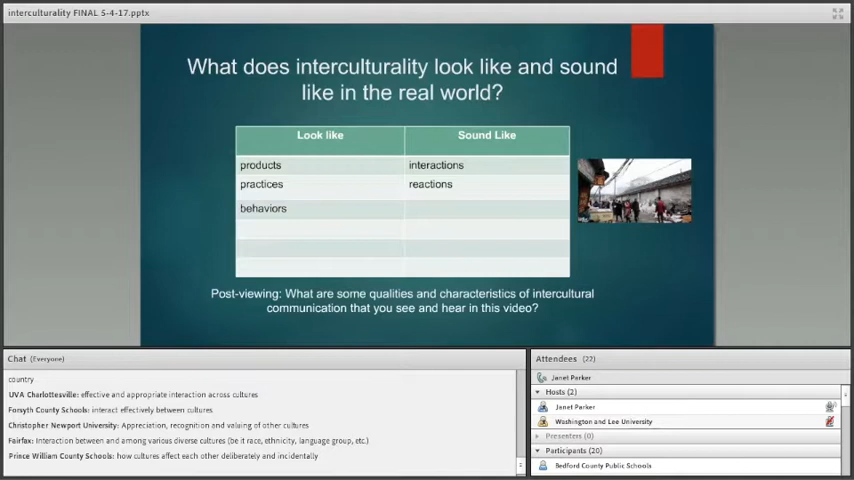 interculturality FINAL 5-4-17.pptx
What does interculturality look like and sound
like in the real world?
Look like Sound Like
products interactions
practices reactions
behaviors
Post-viewing: What are some qualities and characteristics of intercultural
communication that you see and hear in this video?
Chat (Everyone)
country
UVA Charlottesville: effective and appropriate interaction across cultures
Forsyth County Schools: interact effectively between cultures
Christopher Newport University: Appreciation, recognition and valuing of other cultures
Fairfax: Interaction between and among various diverse cultures (be it race, ethnicity, language group, etc.)
Prince William County Schools: how cultures affect each other deliberately and incidentally
Attendees (22)
Janet Parker
Hosts (2)
Janet Parker
Washington and Lee University
Presenters (0)
Participants (20)
Bedford County Public Schools